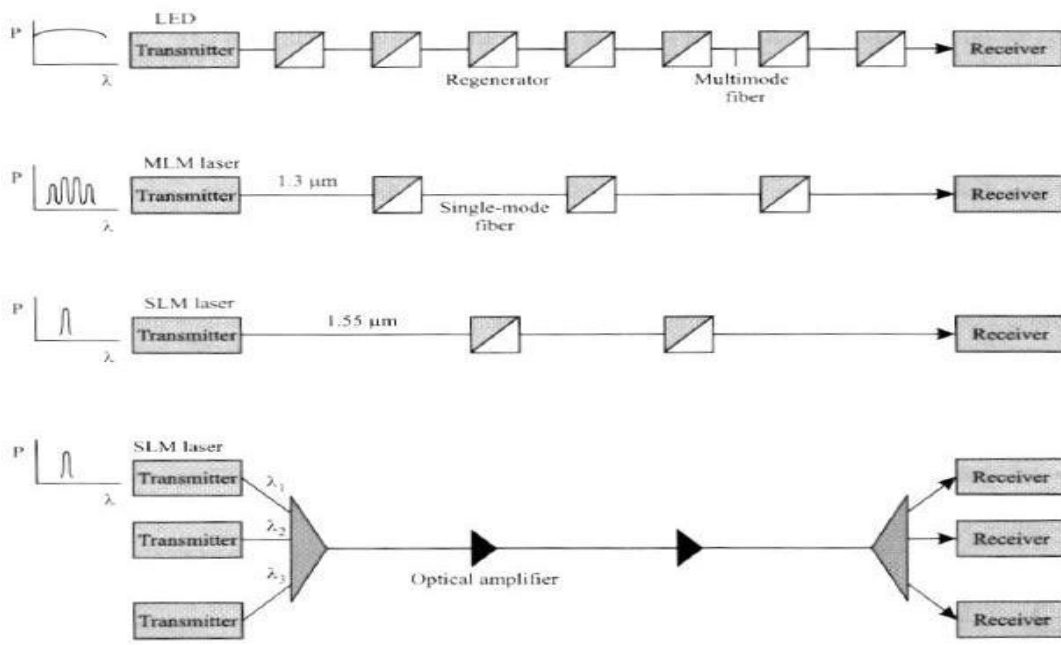 LED
P
Transmitter
Receiver
λ
Regenerator
Multimode
fiber
MLM laser
P
Transmitter
1.3 μm
Receiver
λ
Single-mode
fiber
SLM laser
P
Transmitter
1.55 μm
Receiver
λ
SLM laser
P
Transmitter
λ1
Receiver
λ
Transmitter
λ2
Receiver
λ3
Optical amplifier
Transmitter
Receiver